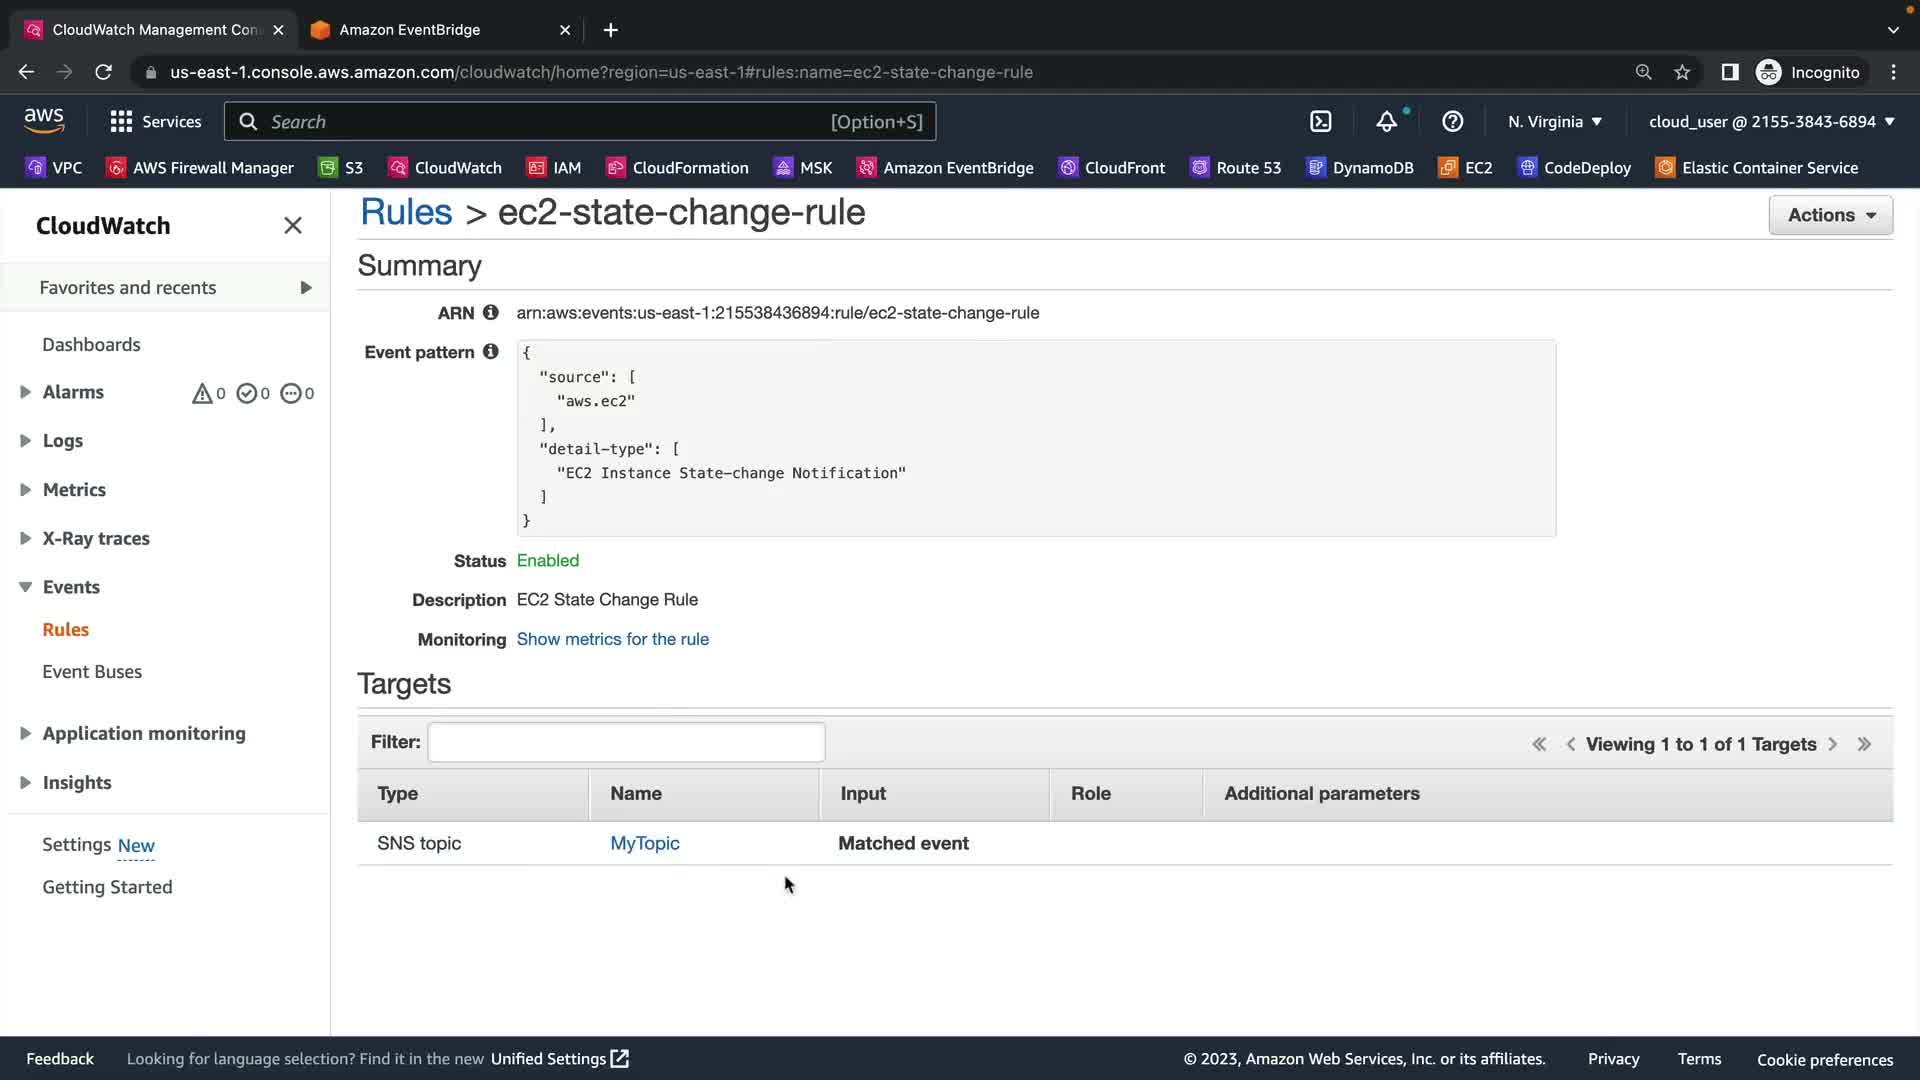 CloudWatch Management Con
Amazon EventBridge
us-east-1.console.aws.amazon.com/cloudwatch/home?region=us-east-1#rules:name=ec2-state-change-rule
Incognito
aws
Services
Search
[Option+S]
N. Virginia
cloud_user @ 2155-3843-6894
VPC
AWS Firewall Manager
S3
CloudWatch
IAM
CloudFormation
MSK
Amazon EventBridge
CloudFront
Route 53
DynamoDB
EC2
CodeDeploy
Elastic Container Service
CloudWatch
Favorites and recents
Dashboards
Alarms 0 0 0
Logs
Metrics
X-Ray traces
Events
Rules
Event Buses
Application monitoring
Insights
Settings New
Getting Started
Rules > ec2-state-change-rule
Actions
Summary
ARN arn:aws:events:us-east-1:215538436894:rule/ec2-state-change-rule
Event pattern {
"source": [
"aws.ec2"
],
"detail-type": [
"EC2 Instance State-change Notification"
]
}
Status Enabled
Description EC2 State Change Rule
Monitoring Show metrics for the rule
Targets
Filter:
« < Viewing 1 to 1 of 1 Targets > »
Type Name Input Role Additional parameters
SNS topic MyTopic Matched event
Feedback Looking for language selection? Find it in the new Unified Settings © 2023, Amazon Web Services, Inc. or its affiliates. Privacy Terms Cookie preferences